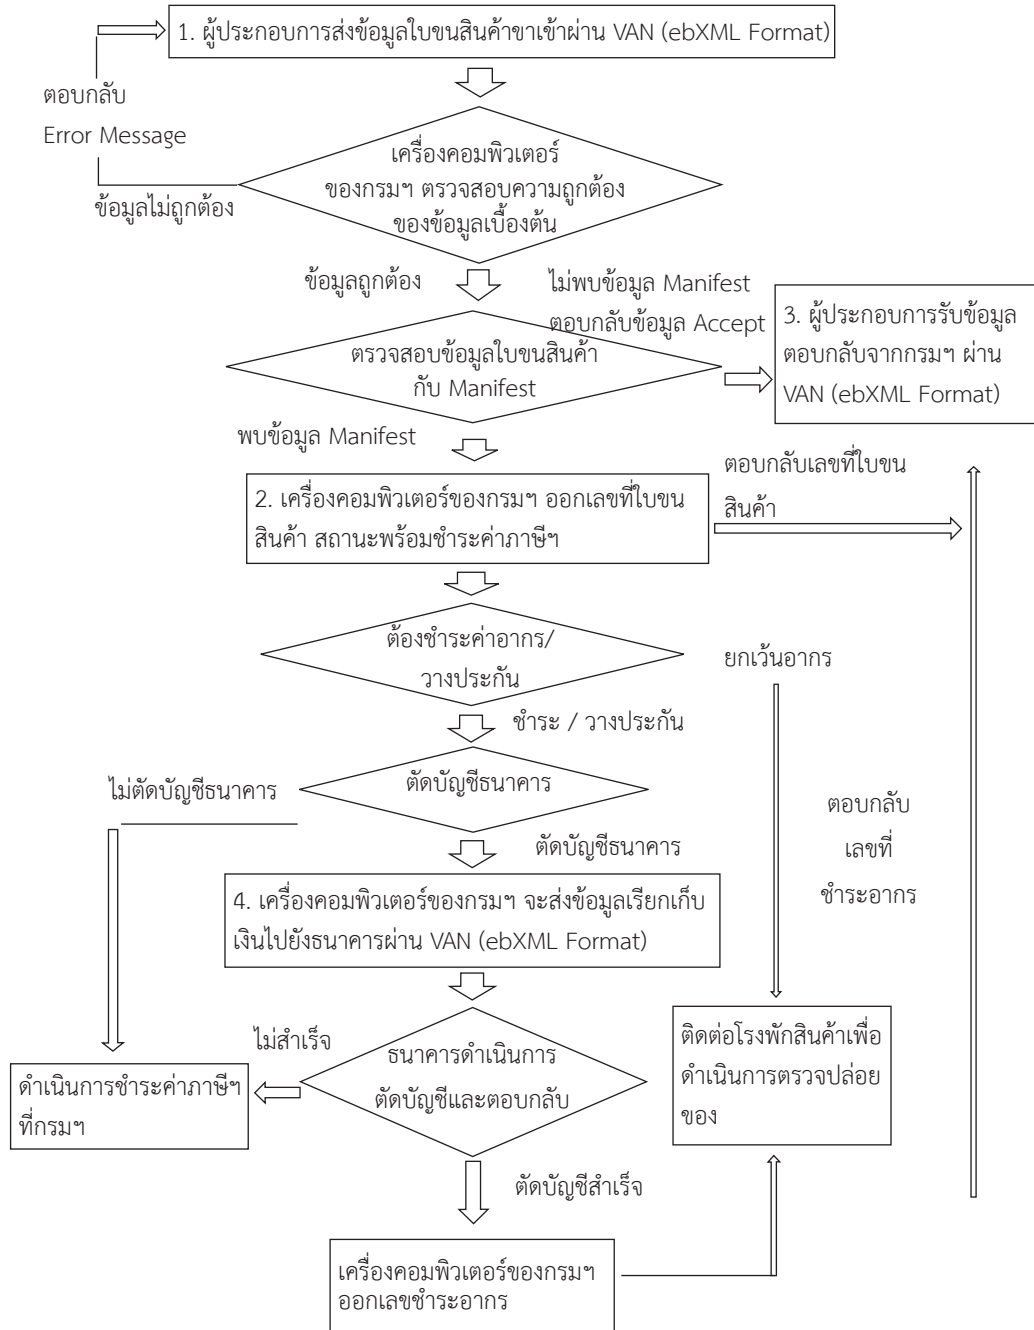 1. ผู้ประกอบการส่งข้อมูลใบขนสินค้าขาเข้าผ่าน VAN (ebXML Format)
ตอบกลับ
Error Message
เครื่องคอมพิวเตอร์
ของกรมฯ ตรวจสอบความถูกต้อง
ของข้อมูลเบื้องต้น
ข้อมูลไม่ถูกต้อง
ข้อมูลถูกต้อง
ไม่พบข้อมูล Manifest
ตอบกลับข้อมูล Accept
3. ผู้ประกอบการรับข้อมูล
ตอบกลับจากกรมฯ ผ่าน
VAN (ebXML Format)
ตรวจสอบข้อมูลใบขนสินค้า
กับ Manifest
พบข้อมูล Manifest
ตอบกลับเลขที่ใบขน
สินค้า
2. เครื่องคอมพิวเตอร์ของกรมฯ ออกเลขที่ใบขน
สินค้า สถานะพร้อมชำระค่าภาษีฯ
ต้องชำระค่าอากร/
วางประกัน
ยกเว้นอากร
ชำระ / วางประกัน
ไม่ตัดบัญชีธนาคาร
ตัดบัญชีธนาคาร
ตัดบัญชีธนาคาร
ตอบกลับ
เลขที่
ชำระอากร
4. เครื่องคอมพิวเตอร์ของกรมฯ จะส่งข้อมูลเรียกเก็บ
เงินไปยังธนาคารผ่าน VAN (ebXML Format)
ไม่สำเร็จ
ธนาคารดำเนินการ
ตัดบัญชีและตอบกลับ
ติดต่อโรงพักสินค้าเพื่อ
ดำเนินการตรวจปล่อย
ของ
ดำเนินการชำระค่าภาษีฯ
ที่กรมฯ
ตัดบัญชีสำเร็จ
เครื่องคอมพิวเตอร์ของกรมฯ
ออกเลขชำระอากร